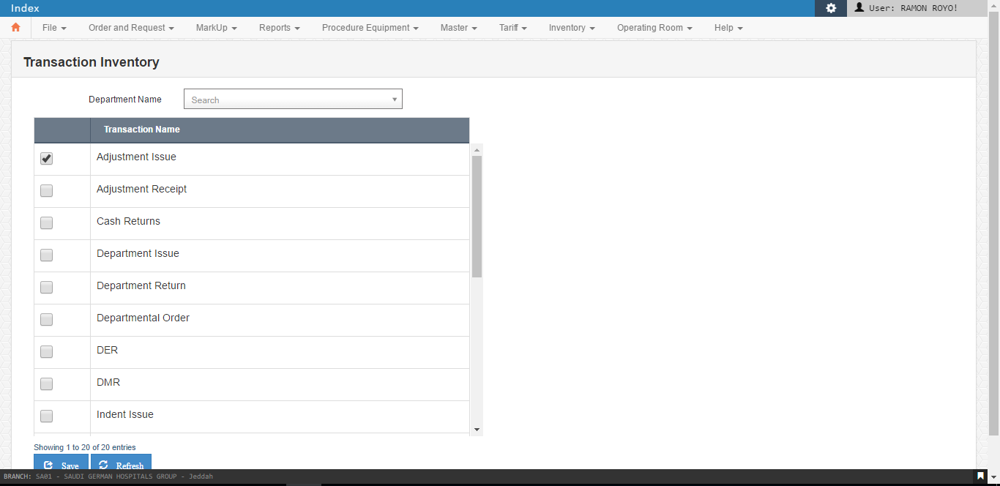 Index
User: RAMON ROYO!
File Order and Request MarkUp Reports Procedure Equipment Master Tariff Inventory Operating Room Help
Transaction Inventory
Department Name Search
Transaction Name
Adjustment Issue
Adjustment Receipt
Cash Returns
Department Issue
Department Return
Departmental Order
DER
DMR
Indent Issue
Showing 1 to 20 of 20 entries
Save Refresh
BRANCH: SA01 - SAUDI GERMAN HOSPITALS GROUP - Jeddah